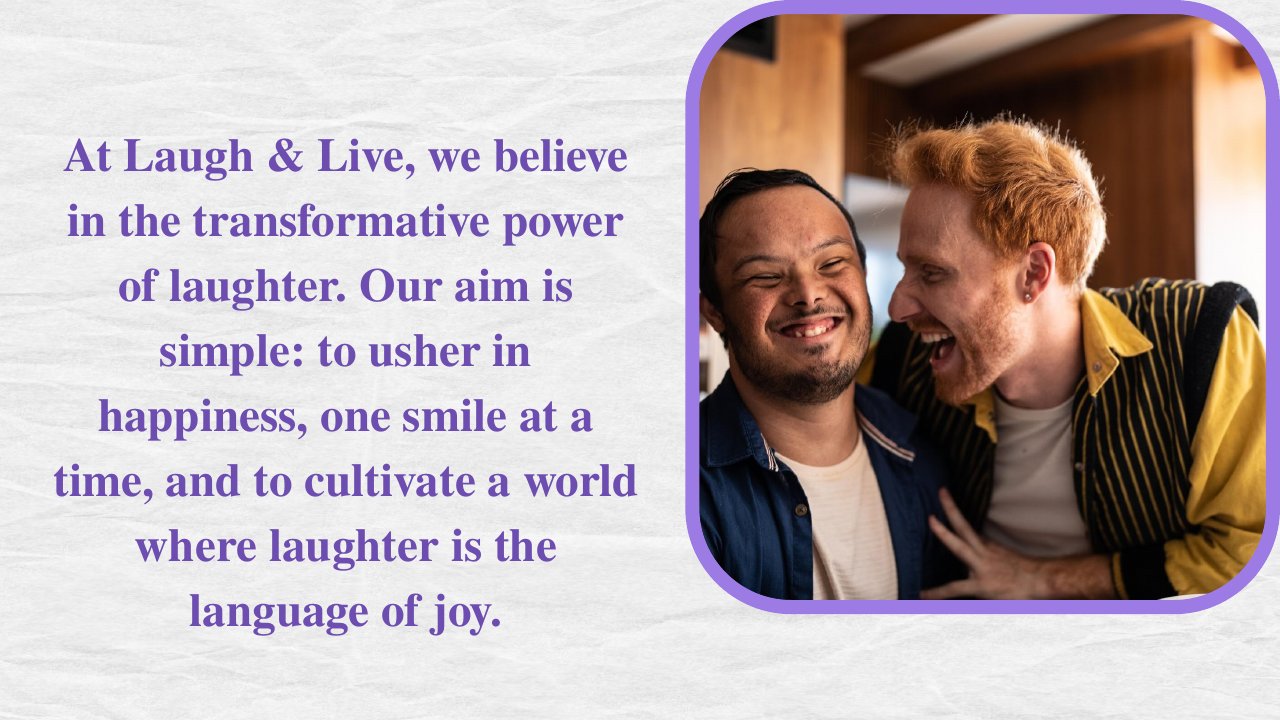 At Laugh & Live, we believe
in the transformative power
of laughter. Our aim is
simple: to usher in
happiness, one smile at a
time, and to cultivate a world
where laughter is the
language of joy.